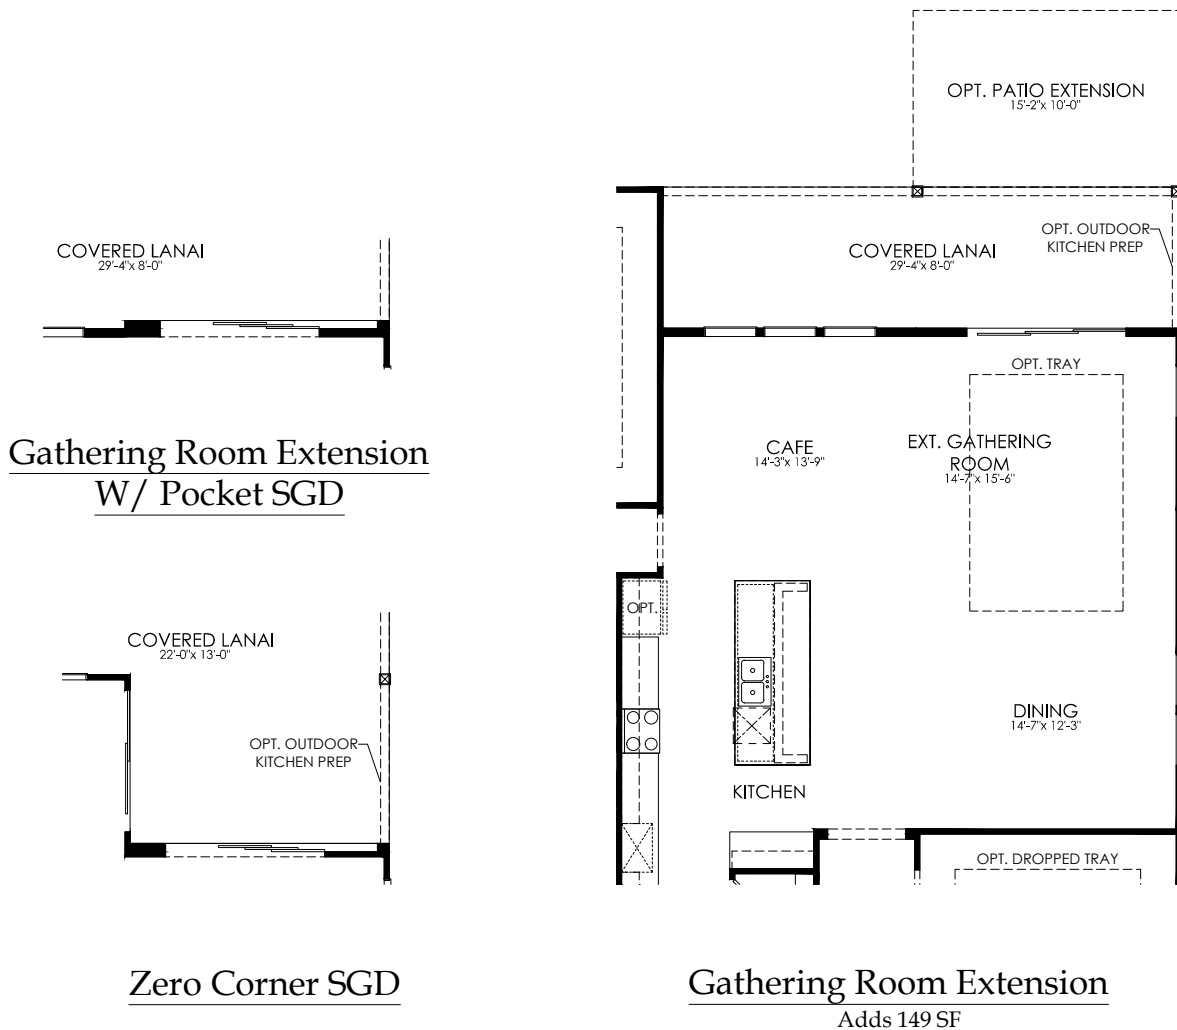 COVERED LANAI
29'-4"x 8'-0"
Gathering Room Extension
W/ Pocket SGD
COVERED LANAI
22'-0"x 13'-0"
OPT. OUTDOOR
KITCHEN PREP
Zero Corner SGD
OPT. PATIO EXTENSION
15'-2"x 10'-0"
OPT. OUTDOOR
KITCHEN PREP
COVERED LANAI
29'-4"x 8'-0"
OPT. TRAY
CAFE
14'-3"x 13'-9"
EXT. GATHERING
ROOM
14'-7"x 15'-6"
OPT.
DINING
14'-7"x 12'-3"
KITCHEN
OPT. DROPPED TRAY
Gathering Room Extension
Adds 149 SF